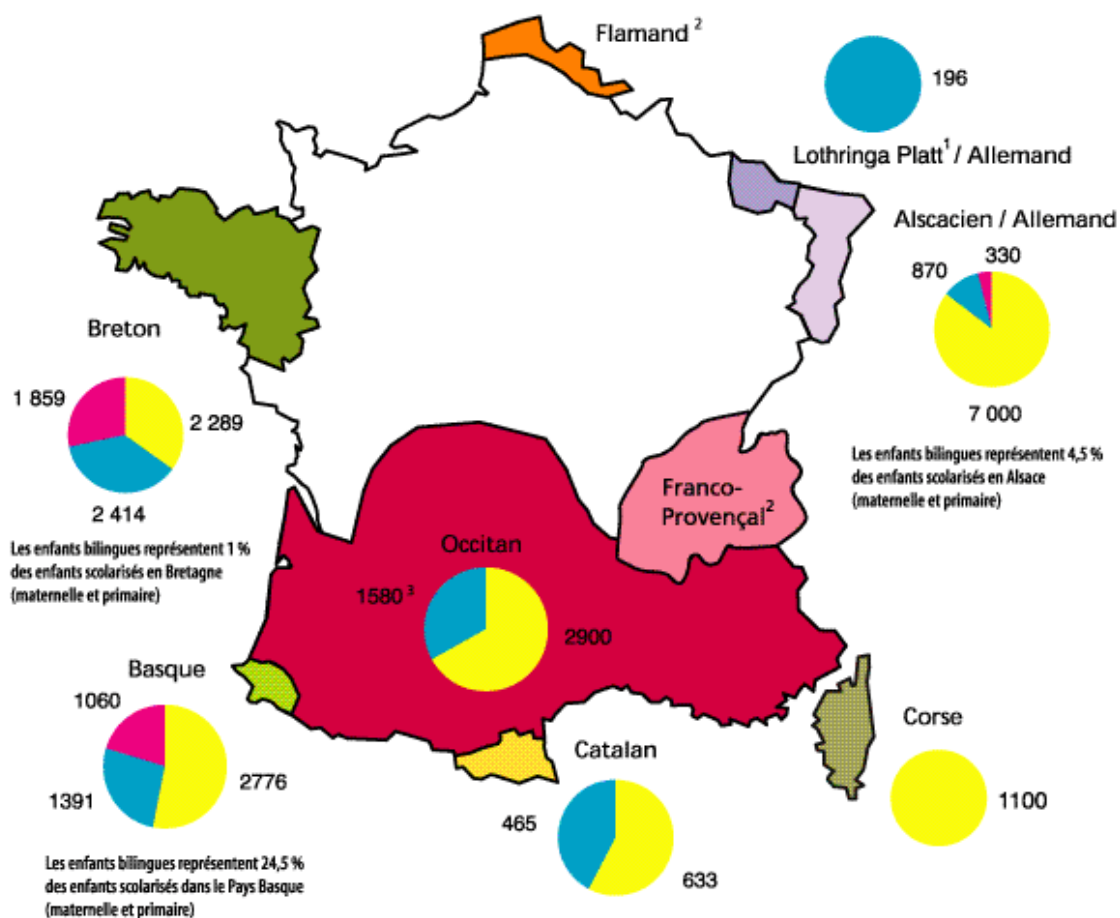 Flamand ²
196
Lothringa Platt¹ / Allemand
Alscacien / Allemand
330
870
7 000
Les enfants bilingues représentent 4,5 %
des enfants scolarisés en Alsace
(maternelle et primaire)
Breton
1 859
2 289
2 414
Les enfants bilingues représentent 1 %
des enfants scolarisés en Bretagne
(maternelle et primaire)
Franco-
Provençal²
Occitan
1580 ³
2900
Basque
1060
2776
1391
Les enfants bilingues représentent 24,5 %
des enfants scolarisés dans le Pays Basque
(maternelle et primaire)
Catalan
465
633
Corse
1100